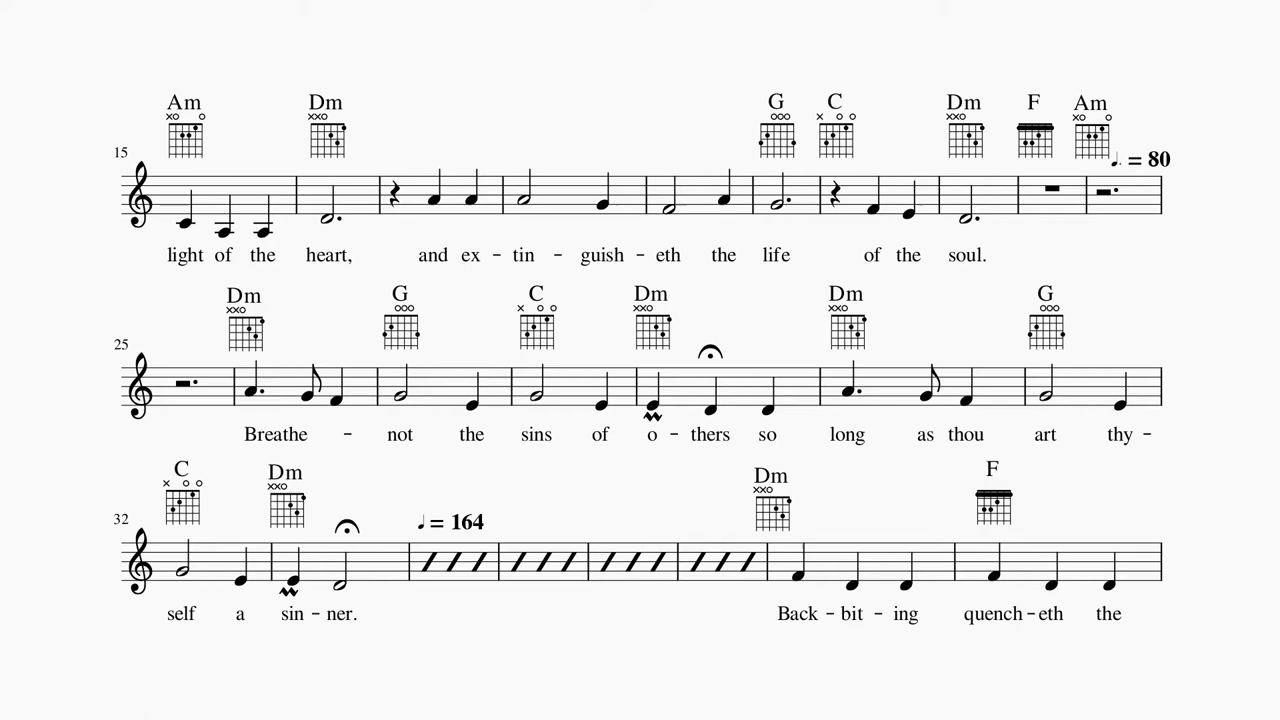 Am Dm G C Dm F Am
15
♩. = 80
light of the heart, and ex – tin – guish – eth the life of the soul.
Dm G C Dm Dm G
25
Breathe – not the sins of o – thers so long as thou art thy –
C Dm Dm F
32
♩ = 164
self a sin – ner. Back – bit – ing quench – eth the